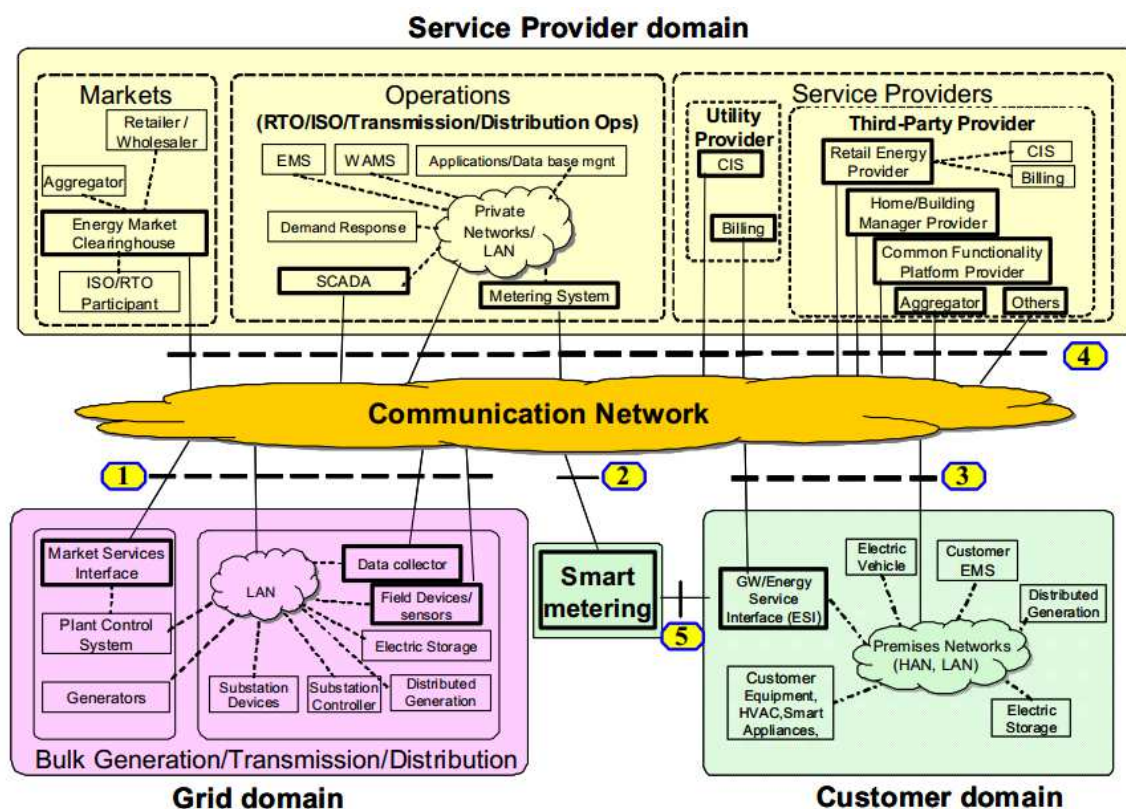 Service Provider domain
Markets
Retailer /
Wholesaler
Aggregator
Energy Market
Clearinghouse
ISO/RTO
Participant
Operations
(RTO/ISO/Transmission/Distribution Ops)
EMS
WAMS
Applications/Data base mgnt
Demand Response
Private
Networks/
LAN
SCADA
Metering System
Service Providers
Utility
Provider
CIS
Billing
Third-Party Provider
Retail Energy
Provider
CIS
Billing
Home/Building
Manager Provider
Common Functionality
Platform Provider
Aggregator
Others
4
Communication Network
1
2
3
Market Services
Interface
Plant Control
System
Generators
LAN
Data collector
Field Devices/
sensors
Electric Storage
Substation
Devices
Substation
Controller
Distributed
Generation
Bulk Generation/Transmission/Distribution
Grid domain
Smart
metering
5
GW/Energy
Service
Interface (ESI)
Electric
Vehicle
Customer
EMS
Distributed
Generation
Premises Networks
(HAN, LAN)
Customer
Equipment,
HVAC,Smart
Appliances,
Electric
Storage
Customer domain